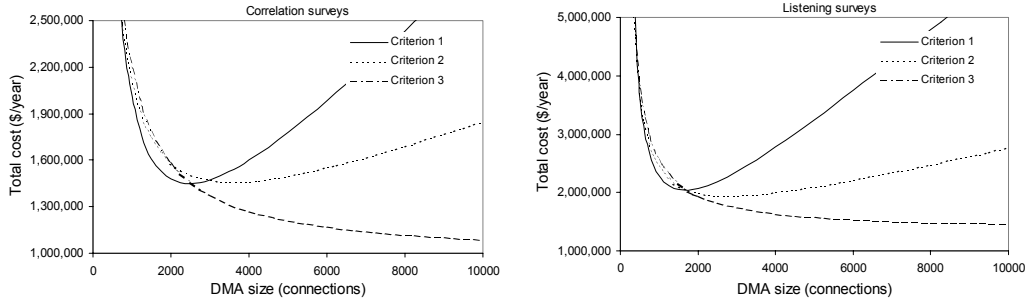 Correlation surveys
2,500,000
2,200,000
1,900,000
1,600,000
1,300,000
1,000,000
Total cost ($/year)
Criterion 1
Criterion 2
Criterion 3
0
2000
4000
6000
8000
10000
DMA size (connections)
Listening surveys
5,000,000
4,000,000
3,000,000
2,000,000
1,000,000
Total cost ($/year)
Criterion 1
Criterion 2
Criterion 3
0
2000
4000
6000
8000
10000
DMA size (connections)